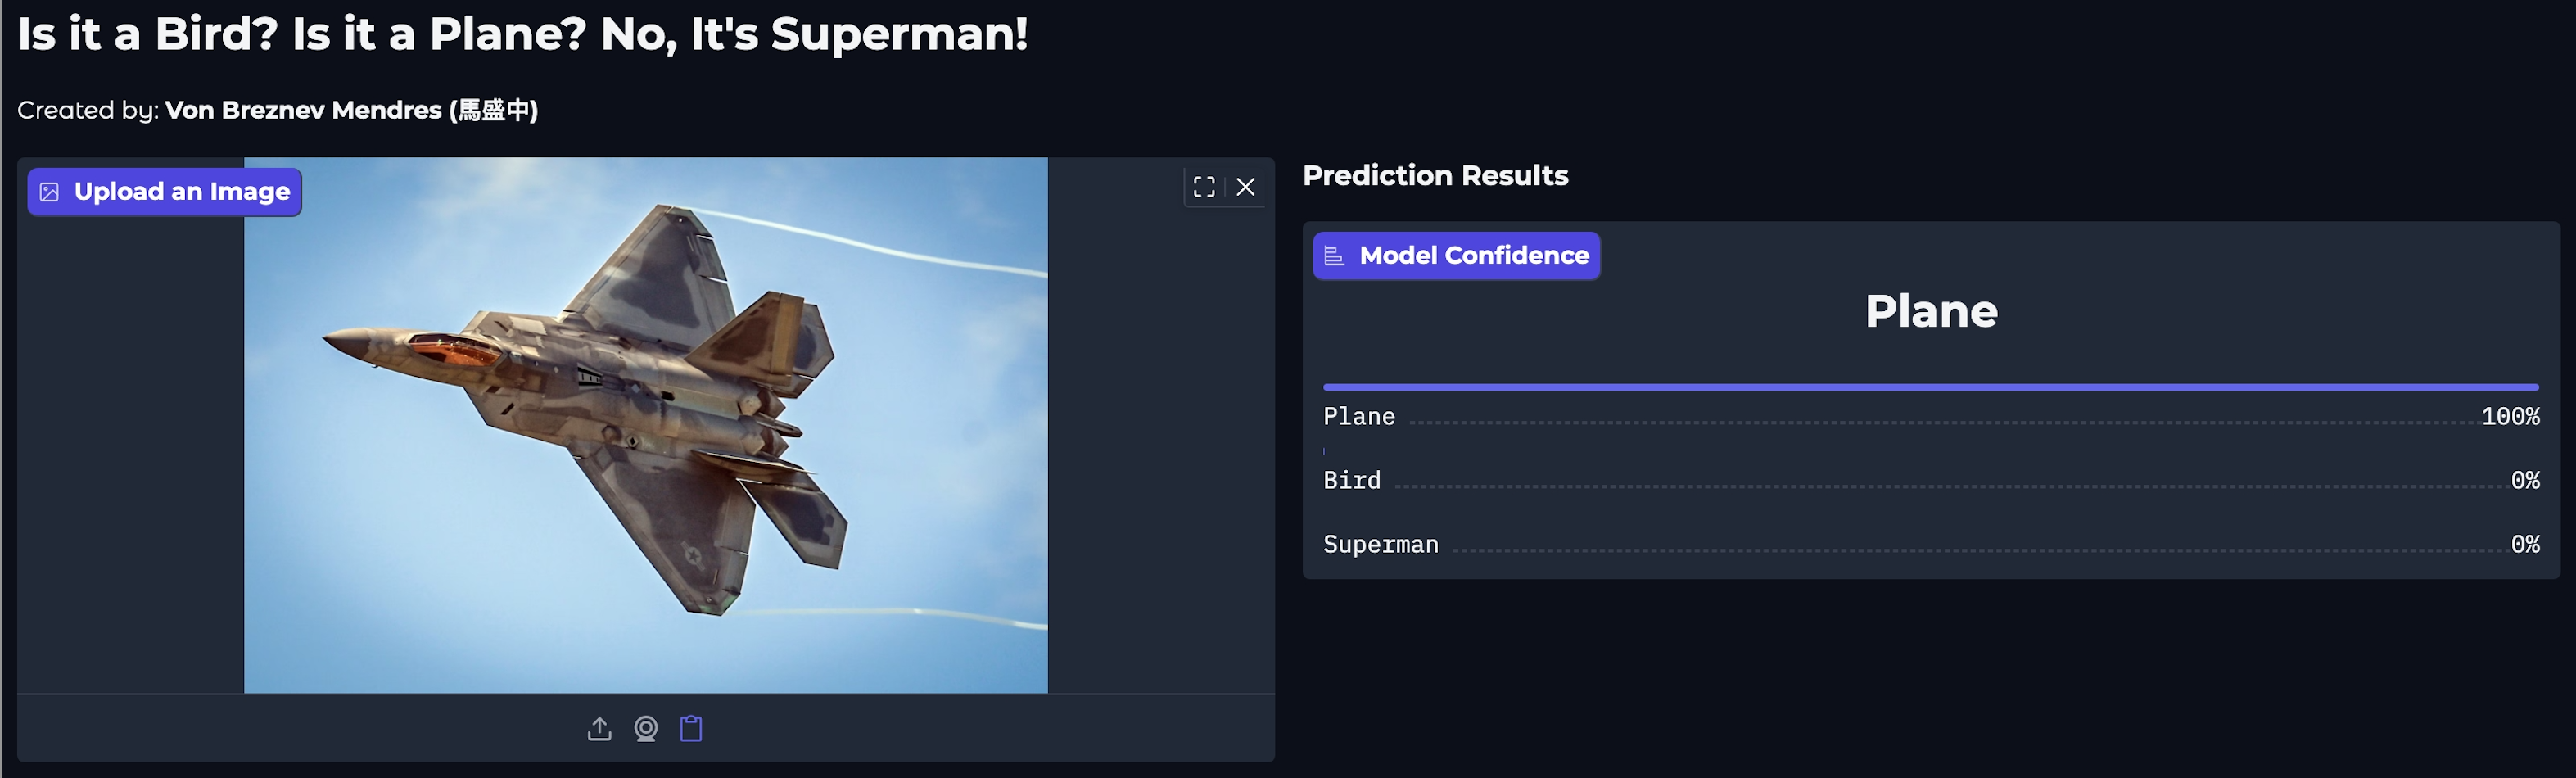 Is it a Bird? Is it a Plane? No, It's Superman!
Created by: Von Breznev Mendres (馬盛中)
Upload an Image
Prediction Results
Model Confidence
Plane
Plane 100%
Bird 0%
Superman 0%